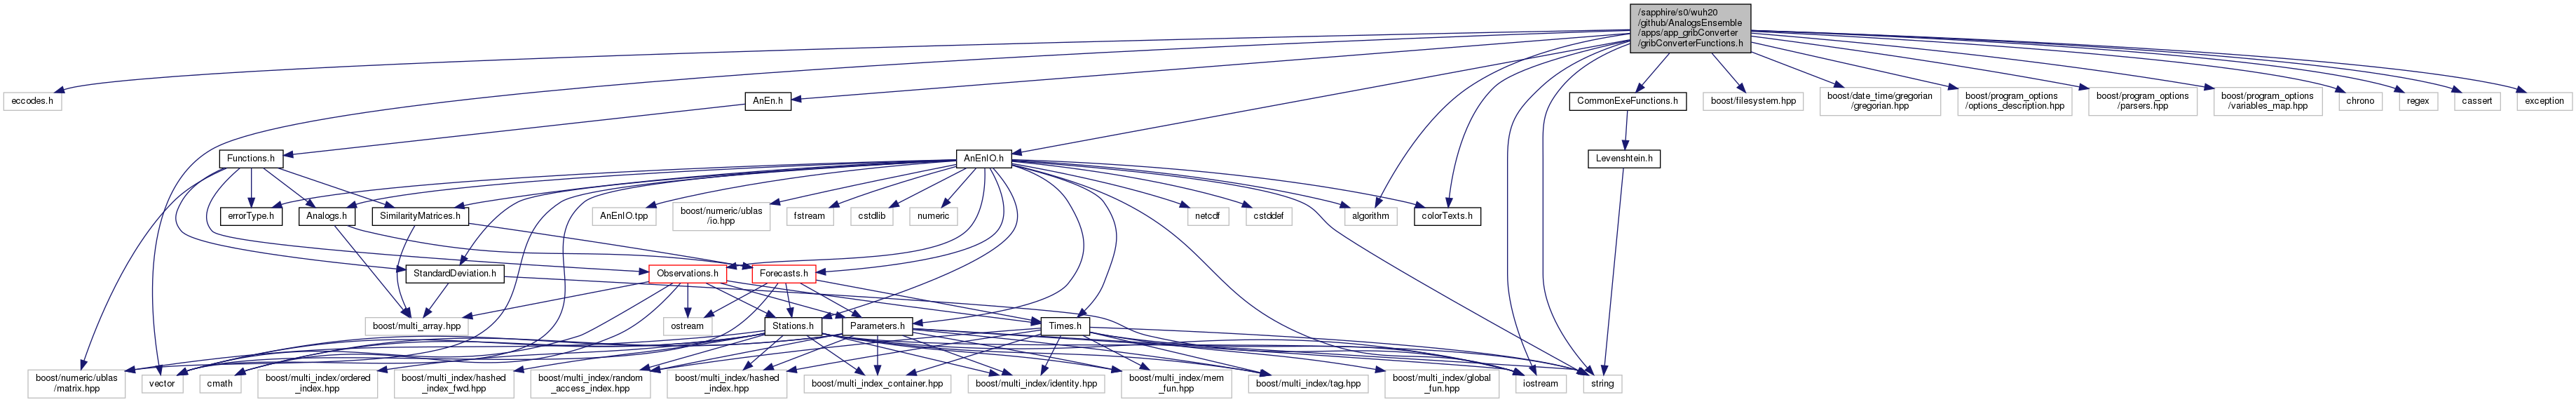 /sapphire/s0/wuh20
/github/AnalogsEnsemble
/apps/app_gribConverter
/gribConverterFunctions.h
eccodes.h
AnEn.h
CommonExeFunctions.h
boost/filesystem.hpp
boost/date_time/gregorian
/gregorian.hpp
boost/program_options
/options_description.hpp
boost/program_options
/parsers.hpp
boost/program_options
/variables_map.hpp
chrono
regex
cassert
exception
Functions.h
AnEnIO.h
Levenshtein.h
errorType.h
Analogs.h
SimilarityMatrices.h
AnEnIO.tpp
boost/numeric/ublas
/io.hpp
fstream
cstdlib
numeric
netcdf
cstddef
algorithm
colorTexts.h
StandardDeviation.h
Observations.h
Forecasts.h
boost/multi_array.hpp
ostream
Stations.h
Parameters.h
Times.h
boost/numeric/ublas
/matrix.hpp
vector
cmath
boost/multi_index/ordered
_index.hpp
boost/multi_index/hashed
_index_fwd.hpp
boost/multi_index/random
_access_index.hpp
boost/multi_index/hashed
_index.hpp
boost/multi_index_container.hpp
boost/multi_index/identity.hpp
boost/multi_index/mem
_fun.hpp
boost/multi_index/tag.hpp
boost/multi_index/global
_fun.hpp
iostream
string